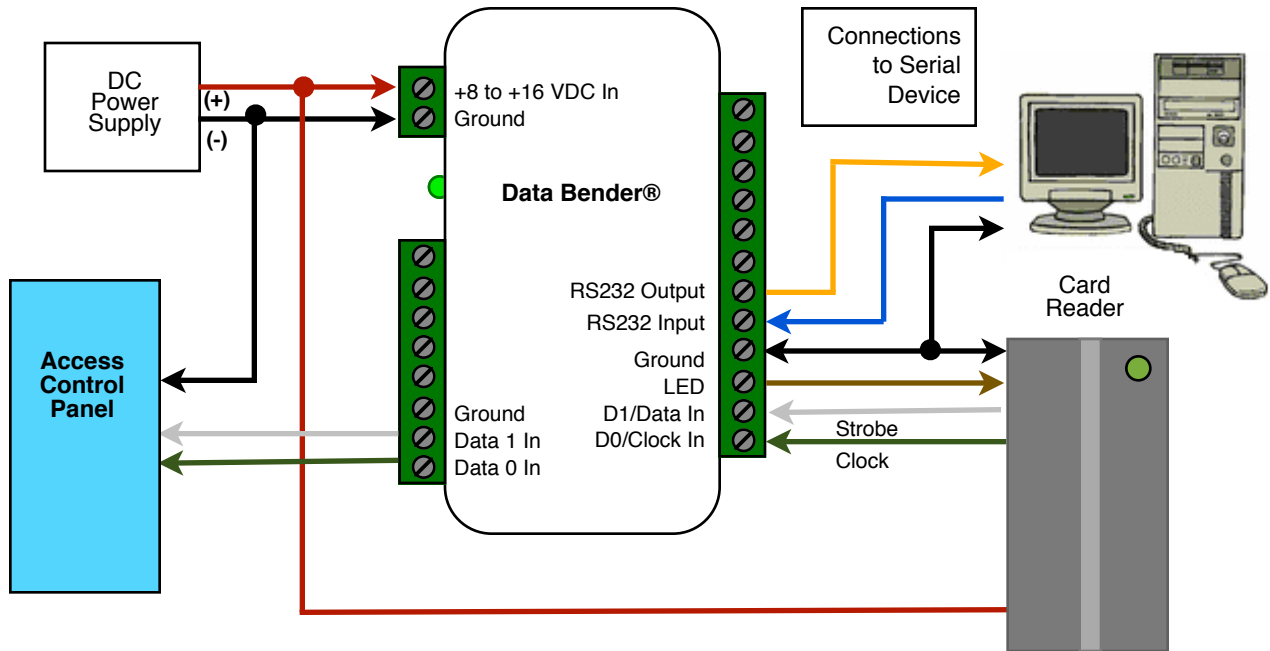 DC
Power
Supply
(+)
(-)
+8 to +16 VDC In
Ground
Data Bender®
Connections
to Serial
Device
RS232 Output
RS232 Input
Ground
LED
D1/Data In
D0/Clock In
Card
Reader
Access
Control
Panel
Ground
Data 1 In
Data 0 In
Strobe
Clock